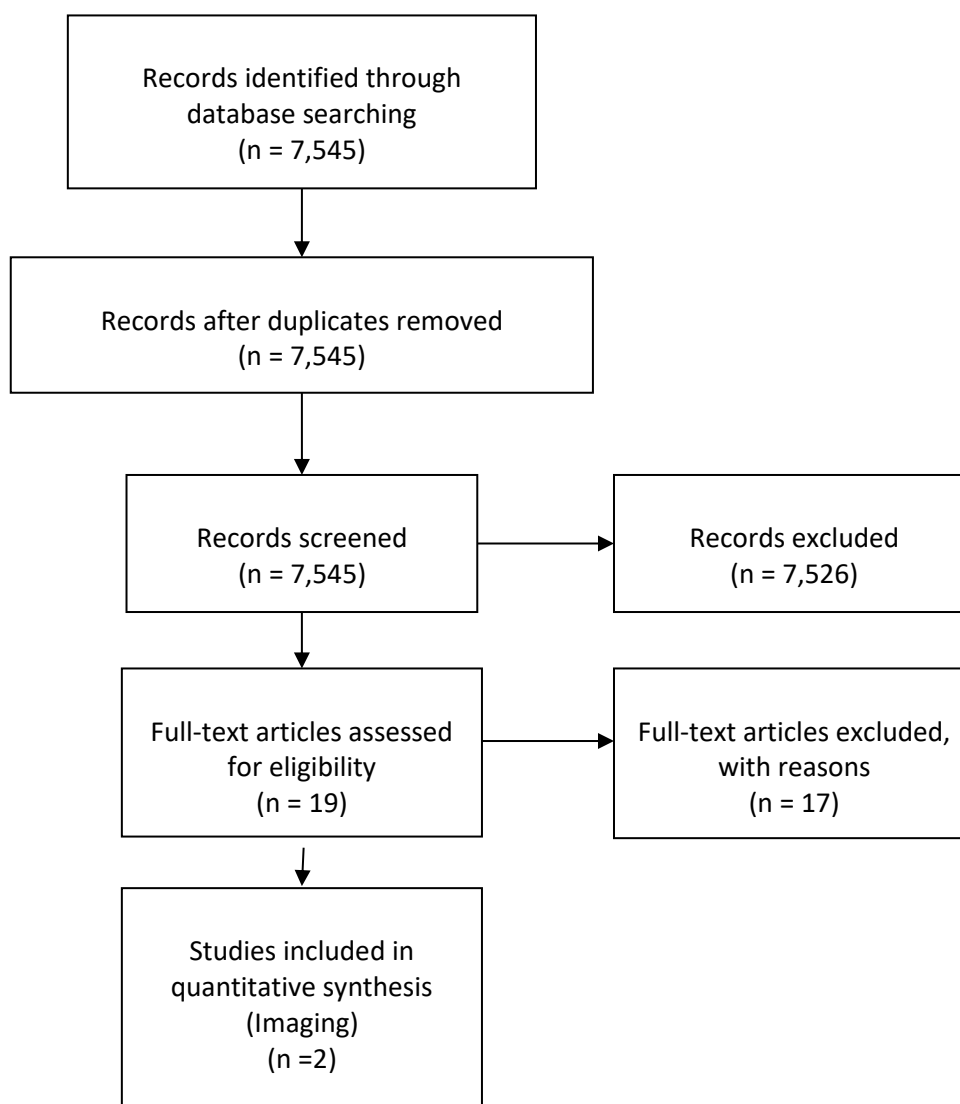 Records identified through
database searching
(n = 7,545)
Records after duplicates removed
(n = 7,545)
Records screened
(n = 7,545)
Records excluded
(n = 7,526)
Full-text articles assessed
for eligibility
(n = 19)
Full-text articles excluded,
with reasons
(n = 17)
Studies included in
quantitative synthesis
(Imaging)
(n =2)